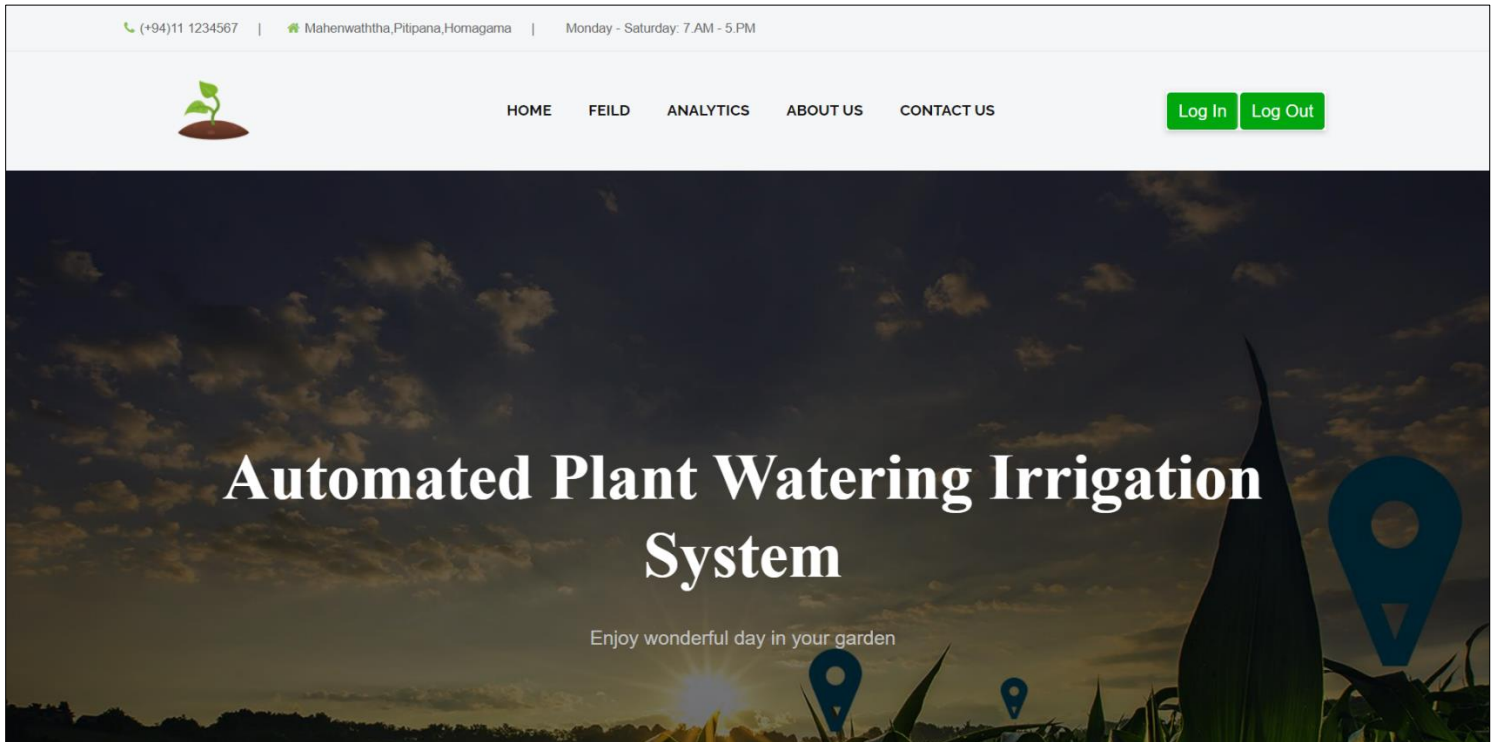 (+94)11 1234567 | Mahenwaththa,Pitipana,Homagama | Monday - Saturday: 7.AM - 5.PM
HOME FEILD ANALYTICS ABOUT US CONTACT US Log In Log Out
Automated Plant Watering Irrigation
System
Enjoy wonderful day in your garden